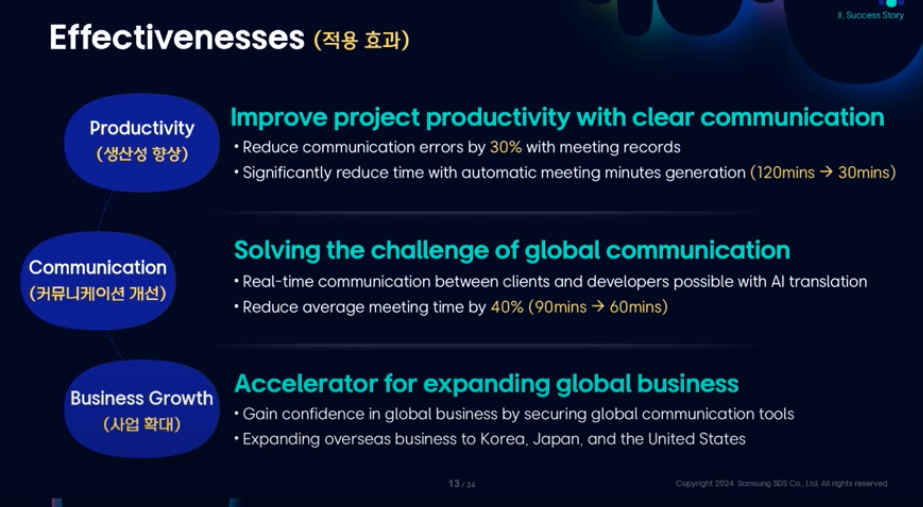 II. Success Story
Effectivenesses (적용 효과)
Productivity
(생산성 향상)
Improve project productivity with clear communication
• Reduce communication errors by 30% with meeting records
• Significantly reduce time with automatic meeting minutes generation (120mins → 30mins)
Communication
(커뮤니케이션 개선)
Solving the challenge of global communication
• Real-time communication between clients and developers possible with AI translation
• Reduce average meeting time by 40% (90mins → 60mins)
Business Growth
(사업 확대)
Accelerator for expanding global business
• Gain confidence in global business by securing global communication tools
• Expanding overseas business to Korea, Japan, and the United States
13 / 34
Copyright 2024. Samsung SDS Co., Ltd. All rights reserved.